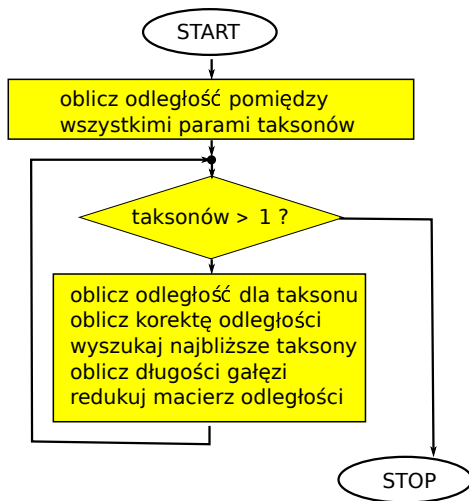 START
oblicz odległość pomiędzy
wszystkimi parami taksonów
taksonów > 1 ?
oblicz odległość dla taksonu
oblicz korektę odległości
wyszukaj najbliższe taksony
oblicz długości gałęzi
redukuj macierz odległości
STOP